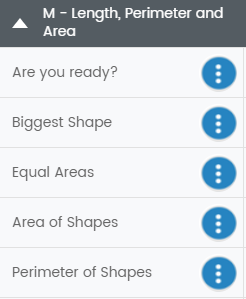 M - Length, Perimeter and
Area
Are you ready?
Biggest Shape
Equal Areas
Area of Shapes
Perimeter of Shapes